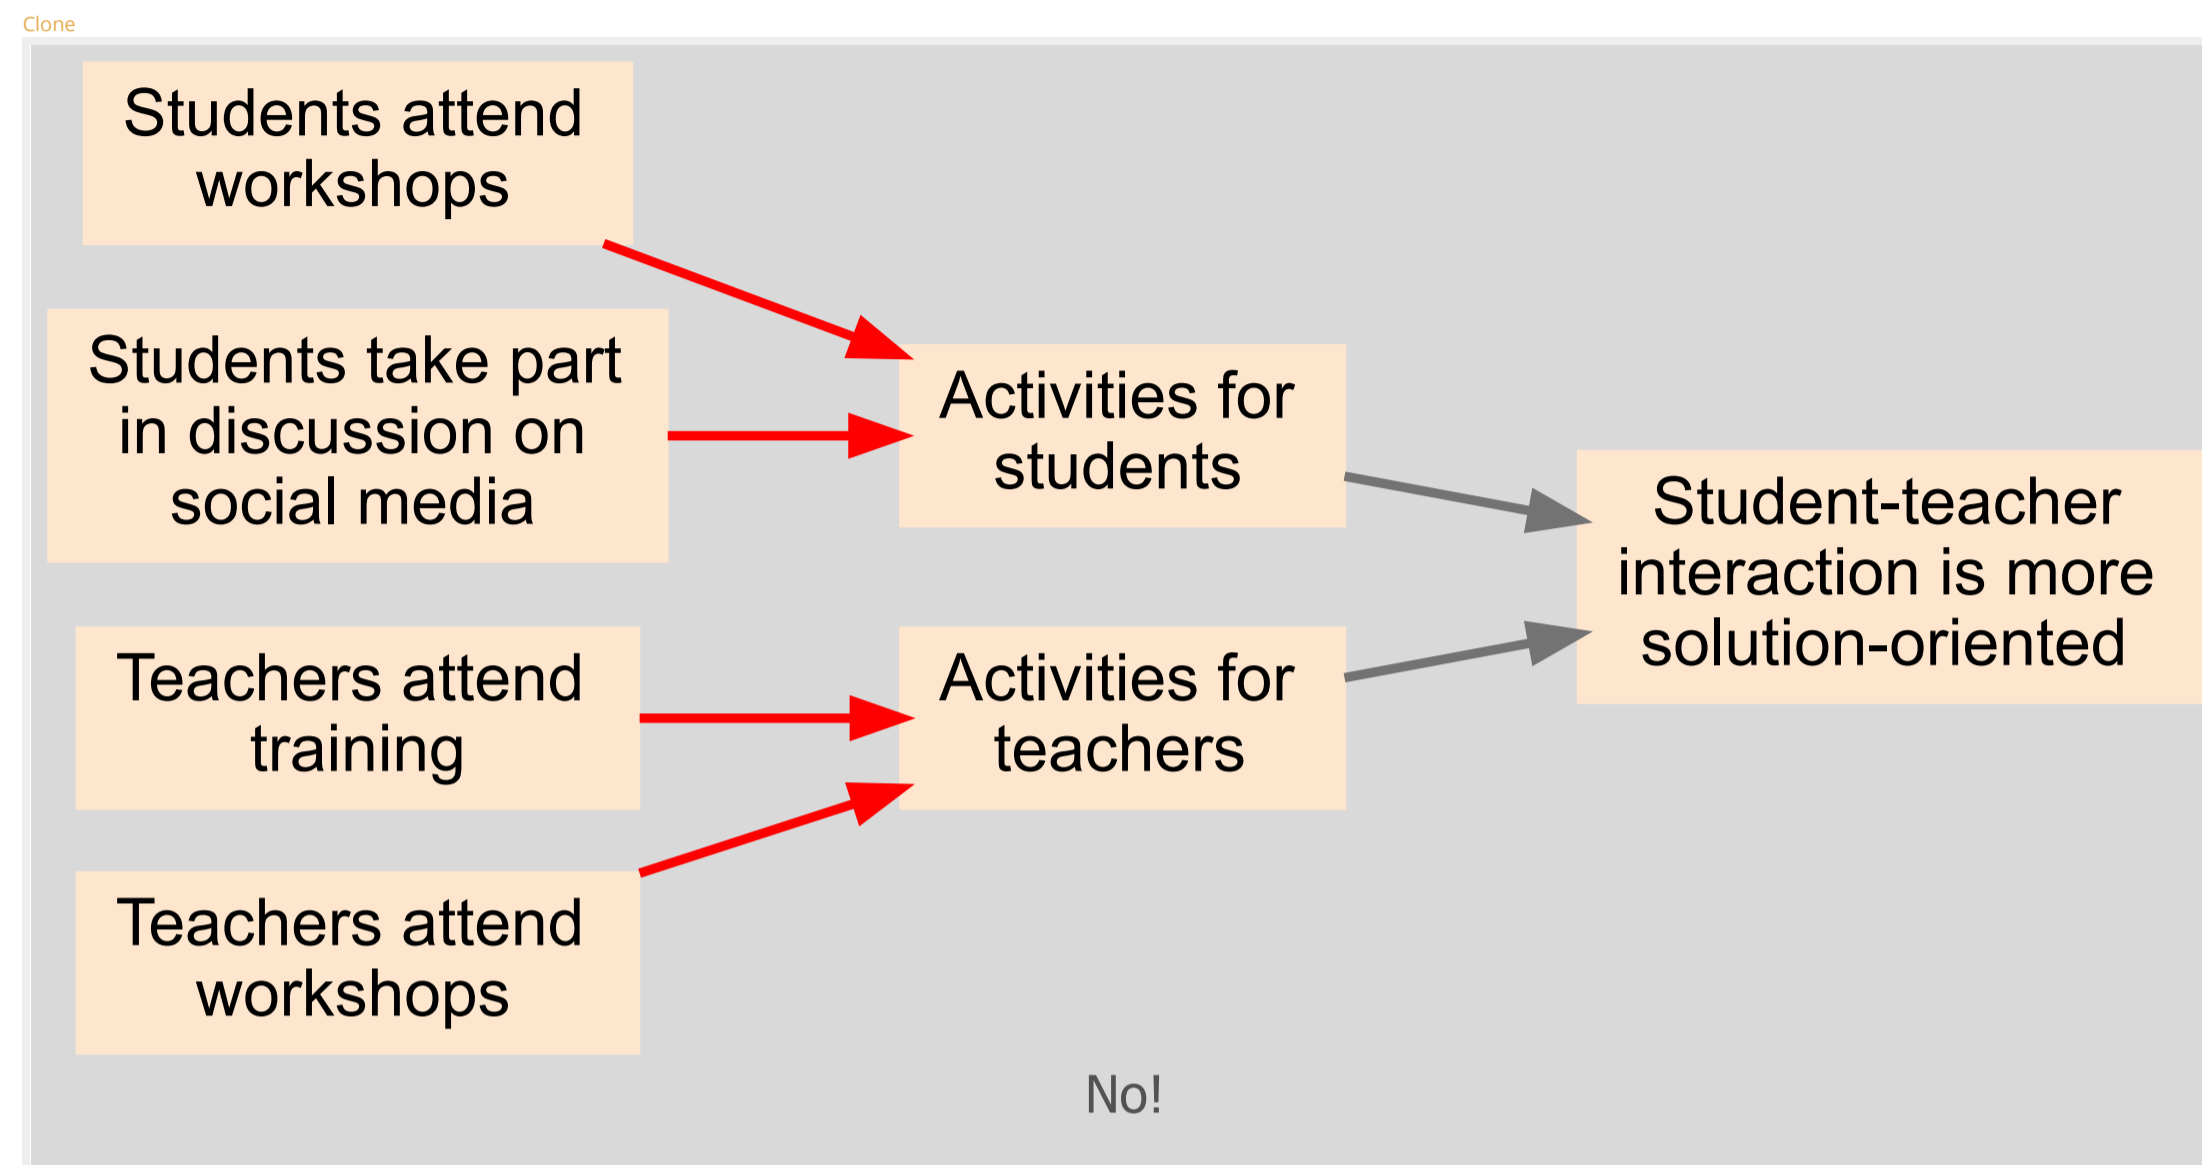 Clone
Students attend
workshops
Students take part
in discussion on
social media
Teachers attend
training
Teachers attend
workshops
Activities for
students
Activities for
teachers
Student-teacher
interaction is more
solution-oriented
No!